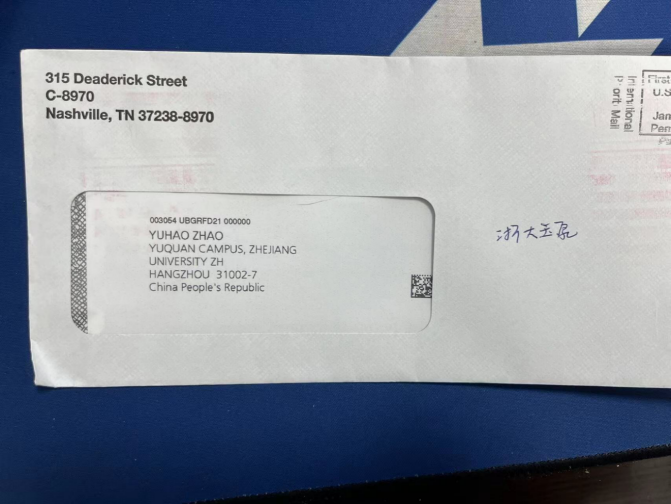 315 Deaderick Street
C-8970
Nashville, TN 37238-8970
International
Priority Mail
First
U.S
Jan
Pern
003054 UBGRFD21 000000
YUHAO ZHAO
YUQUAN CAMPUS, ZHEJIANG
UNIVERSITY ZH
HANGZHOU 31002-7
China People's Republic
浙大玉泉